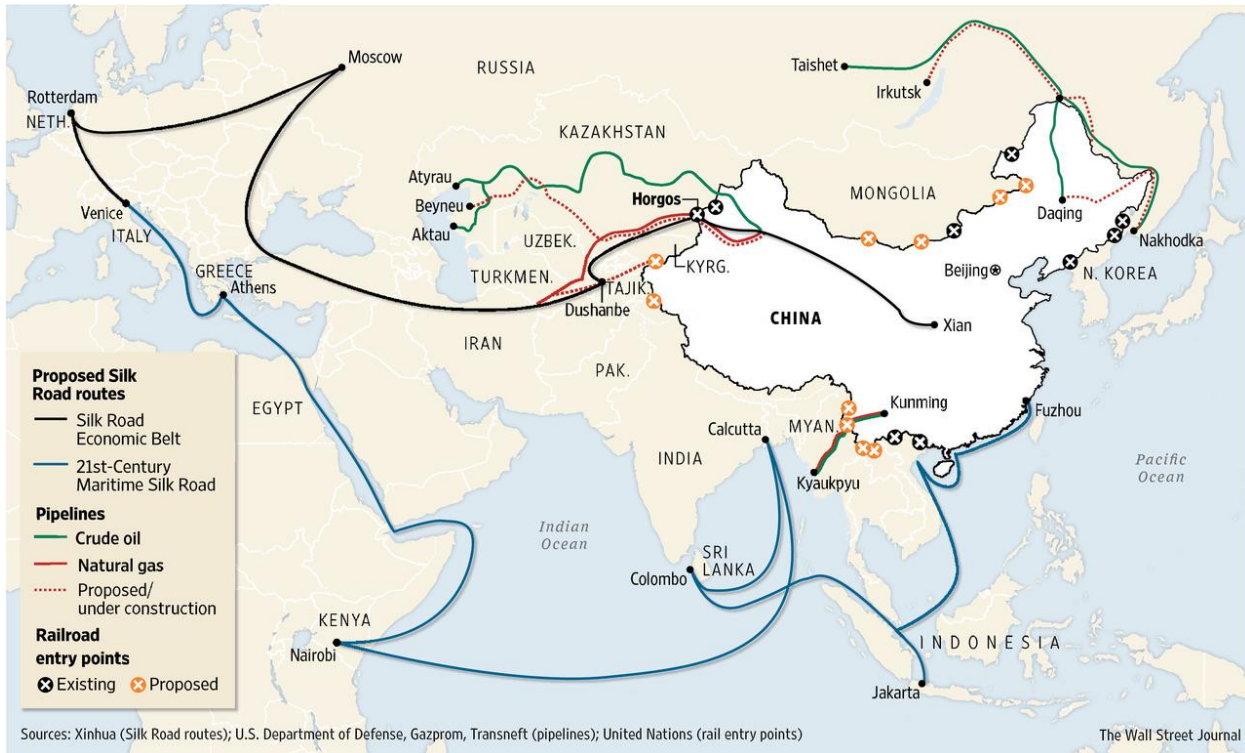 Moscow
RUSSIA
Taishet
Irkutsk
Rotterdam
NETH.
KAZAKHSTAN
Atyrau
Beyneu
Aktau
Horgos
MONGOLIA
Daqing
Nakhodka
Venice
ITALY
UZBEK.
KYRG.
TURKMEN.
TAJIK.
Dushanbe
Beijing
N. KOREA
GREECE
Athens
CHINA
Xian
IRAN
PAK.
EGYPT
Kunming
Fuzhou
Calcutta
MYAN.
INDIA
Kyaukpyu
Pacific
Ocean
Indian
Ocean
SRI
LANKA
Colombo
KENYA
Nairobi
INDONESIA
Jakarta
Proposed Silk
Road routes
Silk Road
Economic Belt
21st-Century
Maritime Silk Road
Pipelines
Crude oil
Natural gas
Proposed/
under construction
Railroad
entry points
Existing
Proposed
Sources: Xinhua (Silk Road routes); U.S. Department of Defense, Gazprom, Transneft (pipelines); United Nations (rail entry points)
The Wall Street Journal